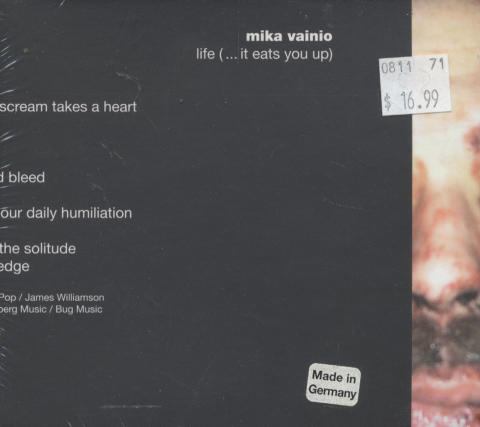 mika vainio
life (...it eats you up)
0811 71
$ 16.99
scream takes a heart
bleed
our daily humiliation
the solitude
edge
Pop / James Williamson
berg Music / Bug Music
Made in
Germany